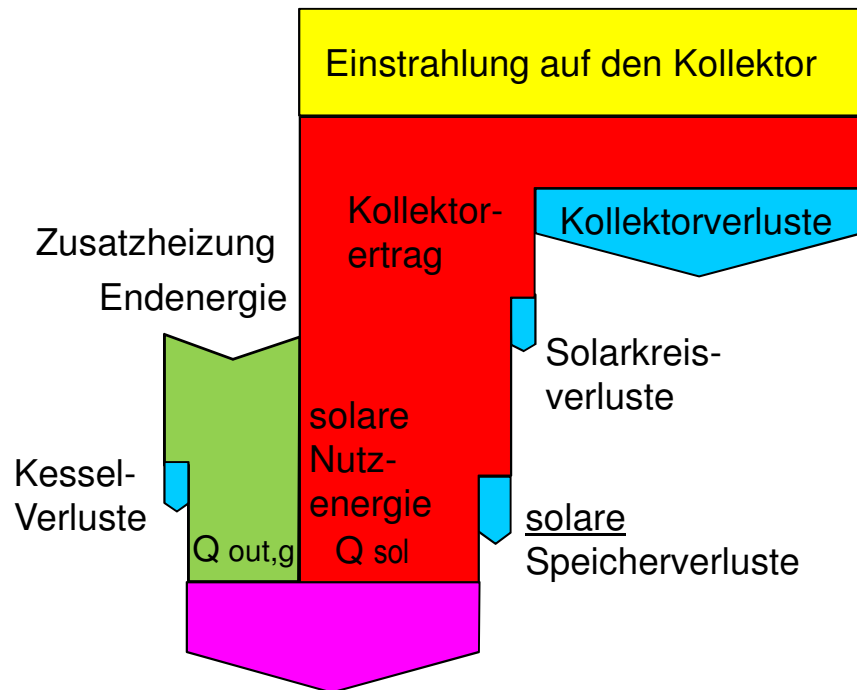 Einstrahlung auf den Kollektor
Kollektor-
ertrag
Kollektorverluste
Zusatzheizung
Endenergie
Solarkreis-
verluste
solare
Nutz-
energie
Q sol
Kessel-
Verluste
Q out,g
solare
Speicherverluste